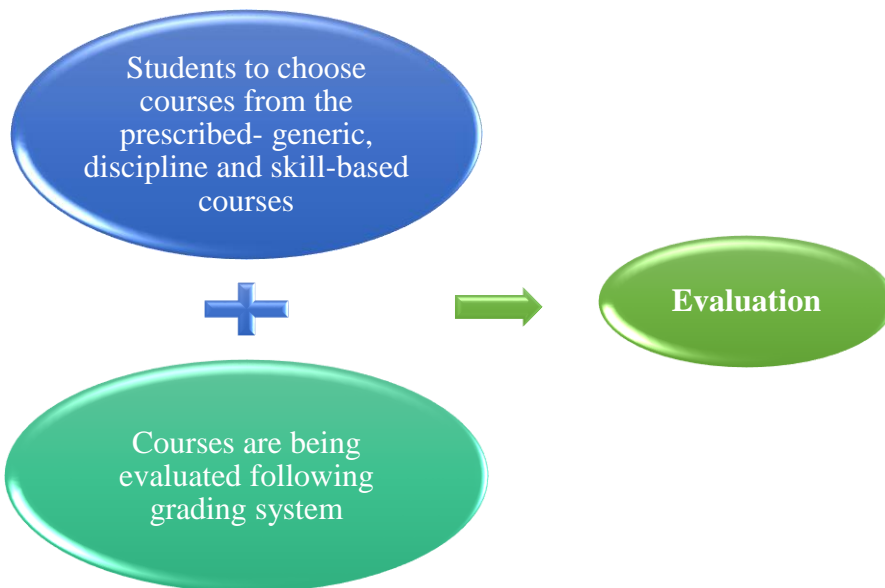 Students to choose
courses from the
prescribed- generic,
discipline and skill-based
courses
Evaluation
Courses are being
evaluated following
grading system